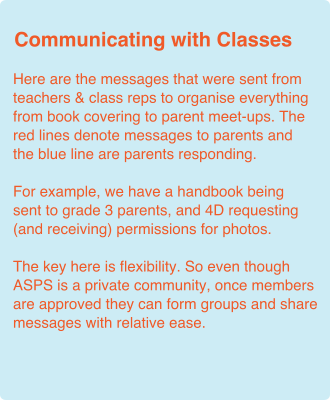 Communicating with Classes
Here are the messages that were sent from
teachers & class reps to organise everything
from book covering to parent meet-ups. The
red lines denote messages to parents and
the blue line are parents responding.
For example, we have a handbook being
sent to grade 3 parents, and 4D requesting
(and receiving) permissions for photos.
The key here is flexibility. So even though
ASPS is a private community, once members
are approved they can form groups and share
messages with relative ease.